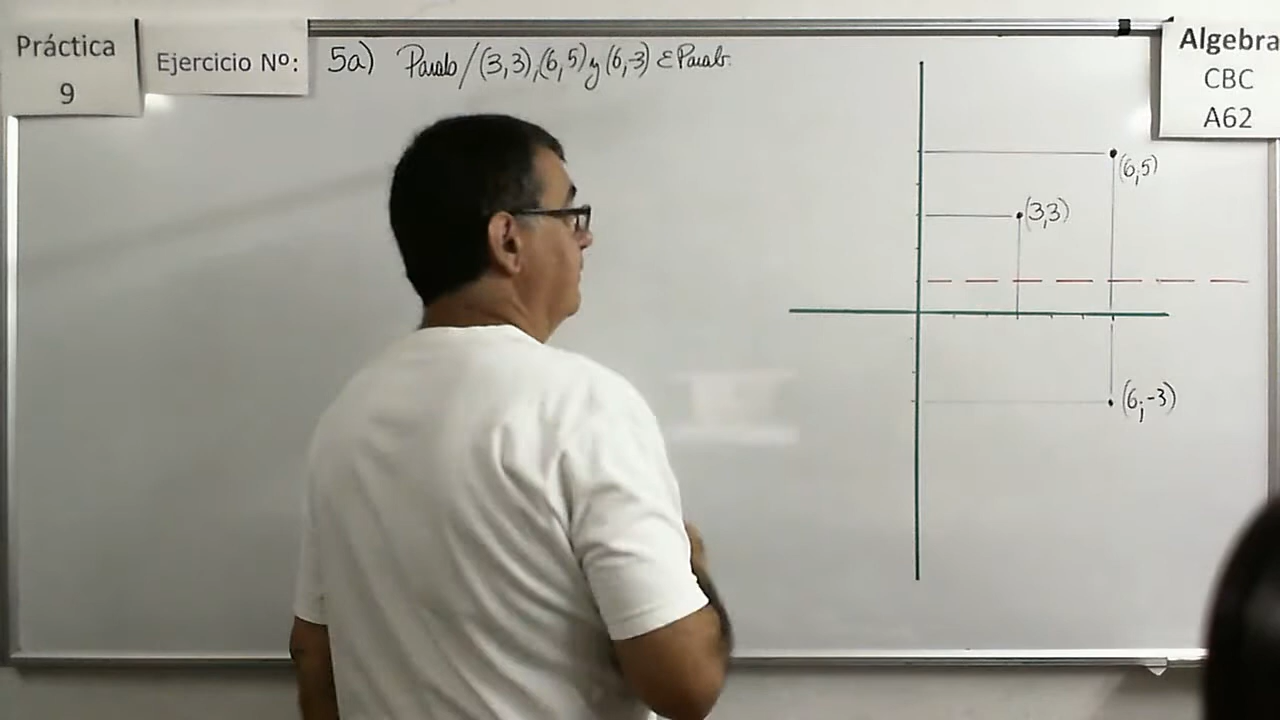 Práctica
9
Ejercicio Nº:
5a) Parab / (3,3), (6,5) y (6,-3) ∈ Parab.
Algebra
CBC
A62
(6,5)
(3,3)
(6,-3)